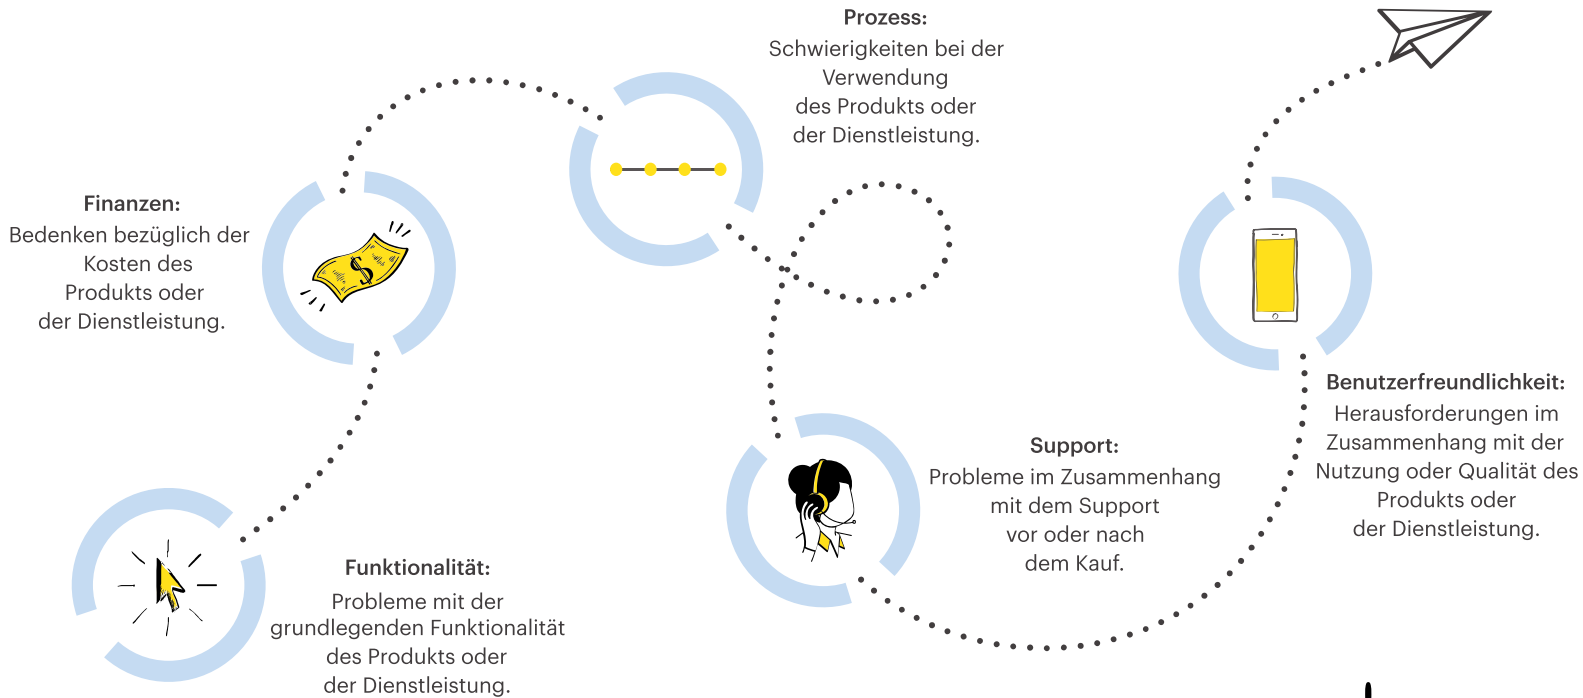 Prozess:
Schwierigkeiten bei der
Verwendung
des Produkts oder
der Dienstleistung.
Finanzen:
Bedenken bezüglich der
Kosten des
Produkts oder
der Dienstleistung.
Benutzerfreundlichkeit:
Herausforderungen im
Zusammenhang mit der
Nutzung oder Qualität des
Produkts oder
der Dienstleistung.
Support:
Probleme im Zusammenhang
mit dem Support
vor oder nach
dem Kauf.
Funktionalität:
Probleme mit der
grundlegenden Funktionalität
des Produkts oder
der Dienstleistung.